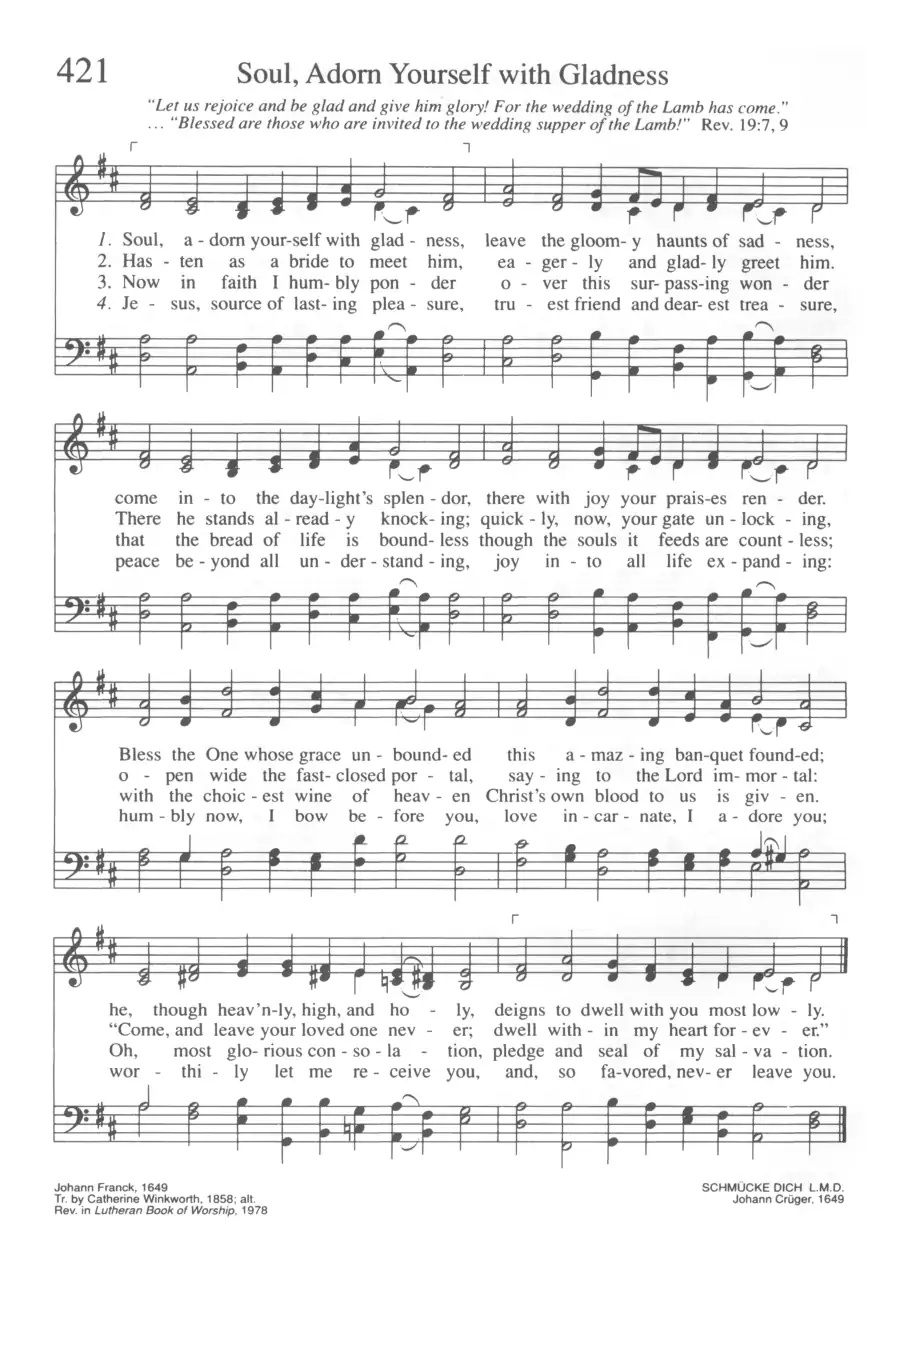 421
Soul, Adorn Yourself with Gladness
"Let us rejoice and be glad and give him glory! For the wedding of the Lamb has come."
... "Blessed are those who are invited to the wedding supper of the Lamb!" Rev. 19:7, 9
1. Soul, a - dorn your-self with glad - ness, leave the gloom- y haunts of sad - ness,
2. Has - ten as a bride to meet him, ea - ger - ly and glad- ly greet him.
3. Now in faith I hum- bly pon - der o - ver this sur- pass-ing won - der
4. Je - sus, source of last- ing plea - sure, tru - est friend and dear- est trea - sure,
come in - to the day-light's splen - dor, there with joy your prais-es ren - der.
There he stands al - read - y knock- ing; quick - ly, now, your gate un - lock - ing,
that the bread of life is bound- less though the souls it feeds are count - less;
peace be - yond all un - der - stand - ing, joy in - to all life ex - pand - ing:
Bless the One whose grace un - bound- ed this a - maz - ing ban-quet found-ed;
o - pen wide the fast- closed por - tal, say - ing to the Lord im- mor - tal:
with the choic - est wine of heav - en Christ's own blood to us is giv - en.
hum - bly now, I bow be - fore you, love in - car - nate, I a - dore you;
he, though heav'n-ly, high, and ho - ly, deigns to dwell with you most low - ly.
"Come, and leave your loved one nev - er; dwell with - in my heart for - ev - er."
Oh, most glo- rious con - so - la - tion, pledge and seal of my sal - va - tion.
wor - thi - ly let me re - ceive you, and, so fa-vored, nev- er leave you.
Johann Franck, 1649
Tr. by Catherine Winkworth, 1858; alt.
Rev. in Lutheran Book of Worship, 1978
SCHMÜCKE DICH L.M.D.
Johann Crüger, 1649